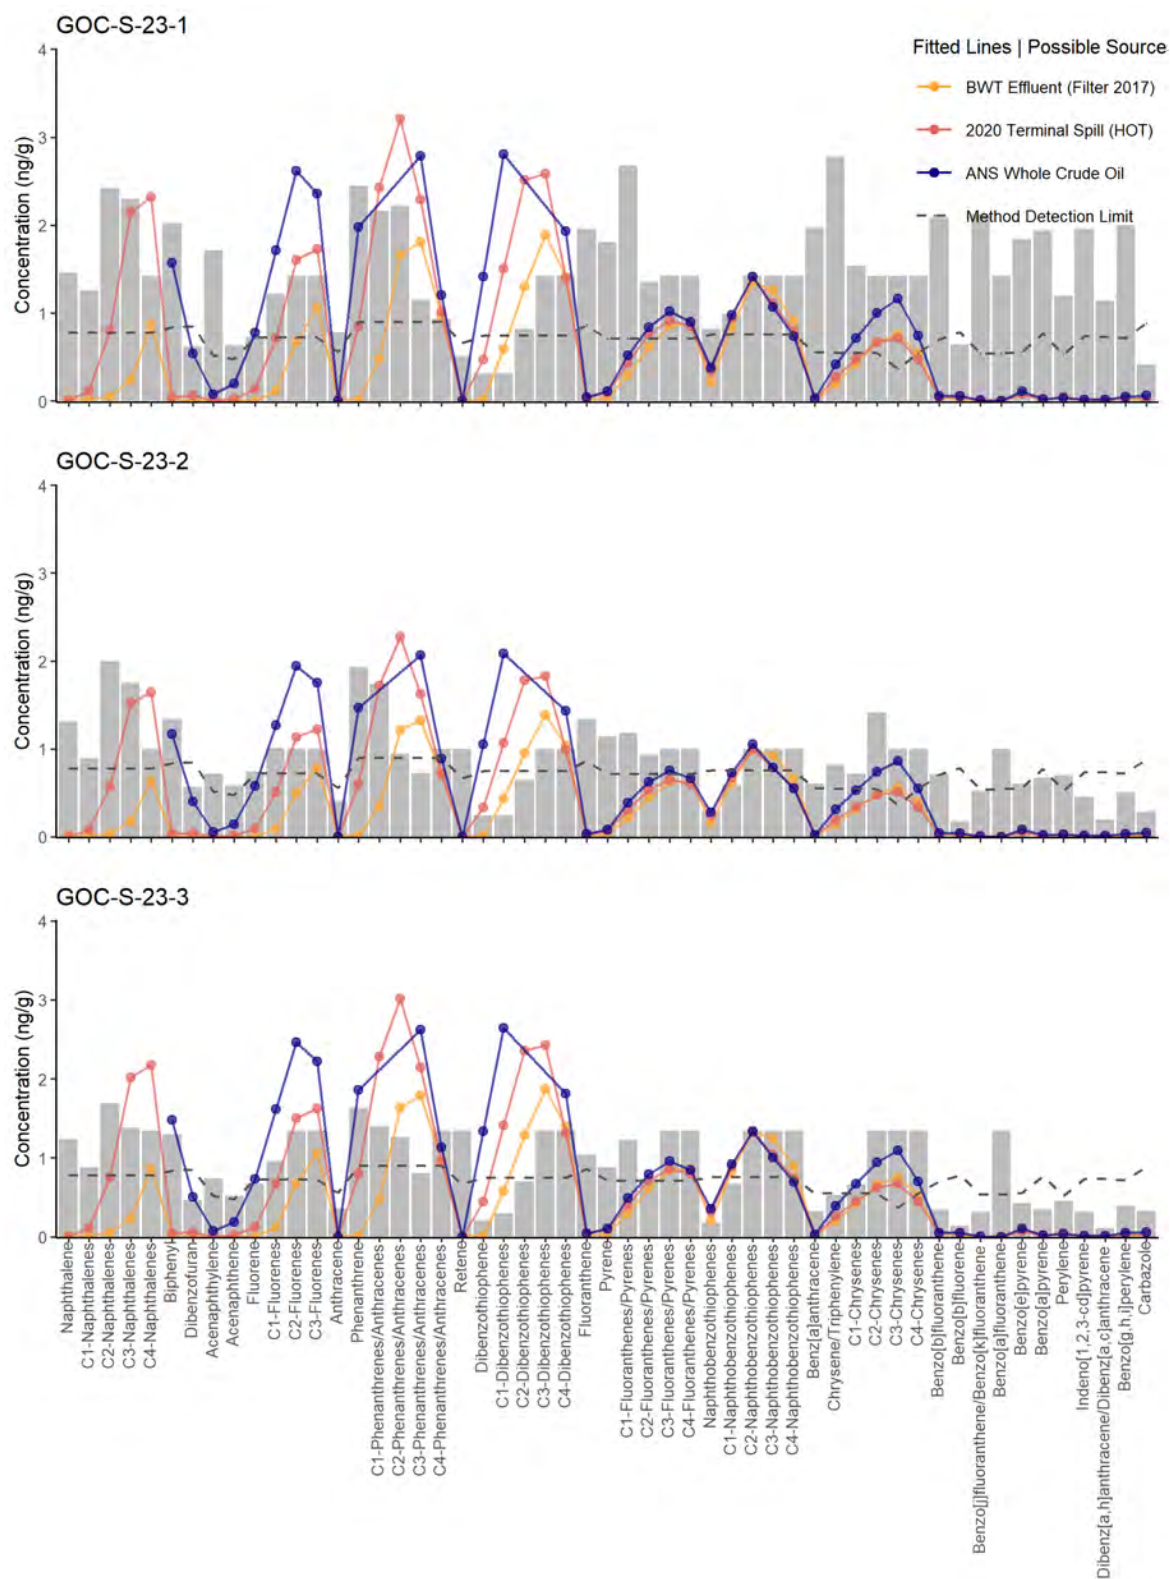 GOC-S-23-1
Fitted Lines | Possible Source
BWT Effluent (Filter 2017)
2020 Terminal Spill (HOT)
ANS Whole Crude Oil
Method Detection Limit
Concentration (ng/g)
4
3
2
1
0
GOC-S-23-2
Concentration (ng/g)
4
3
2
1
0
GOC-S-23-3
Concentration (ng/g)
4
3
2
1
0
Naphthalene
C1-Naphthalenes
C2-Naphthalenes
C3-Naphthalenes
C4-Naphthalenes
Biphenyl
Dibenzofuran
Acenaphthylene
Acenaphthene
Fluorene
C1-Fluorenes
C2-Fluorenes
C3-Fluorenes
Anthracene
Phenanthrene
C1-Phenanthrenes/Anthracenes
C2-Phenanthrenes/Anthracenes
C3-Phenanthrenes/Anthracenes
C4-Phenanthrenes/Anthracenes
Retene
Dibenzothiophene
C1-Dibenzothiophenes
C2-Dibenzothiophenes
C3-Dibenzothiophenes
C4-Dibenzothiophenes
Fluoranthene
Pyrene
C1-Fluoranthenes/Pyrenes
C2-Fluoranthenes/Pyrenes
C3-Fluoranthenes/Pyrenes
C4-Fluoranthenes/Pyrenes
Naphthobenzothiophenes
C1-Naphthobenzothiophenes
C2-Naphthobenzothiophenes
C3-Naphthobenzothiophenes
C4-Naphthobenzothiophenes
Benz[a]anthracene
Chrysene/Triphenylene
C1-Chrysenes
C2-Chrysenes
C3-Chrysenes
C4-Chrysenes
Benzo[b]fluoranthene
Benzo[b]fluorene
Benzo[j]fluoranthene/Benzo[k]fluoranthene
Benzo[a]fluoranthene
Benzo[e]pyrene
Benzo[a]pyrene
Perylene
Indeno[1,2,3-cd]pyrene
Dibenz[a,h]anthracene/Dibenz[a,c]anthracene
Benzo[g,h,i]perylene
Carbazole